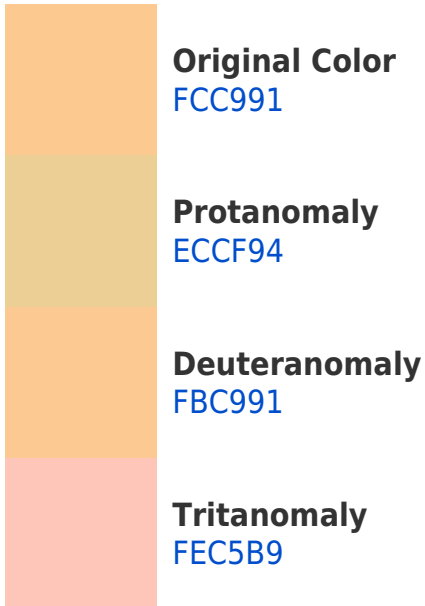 Original Color
FCC991
Protanomaly
ECCF94
Deuteranomaly
FBC991
Tritanomaly
FEC5B9